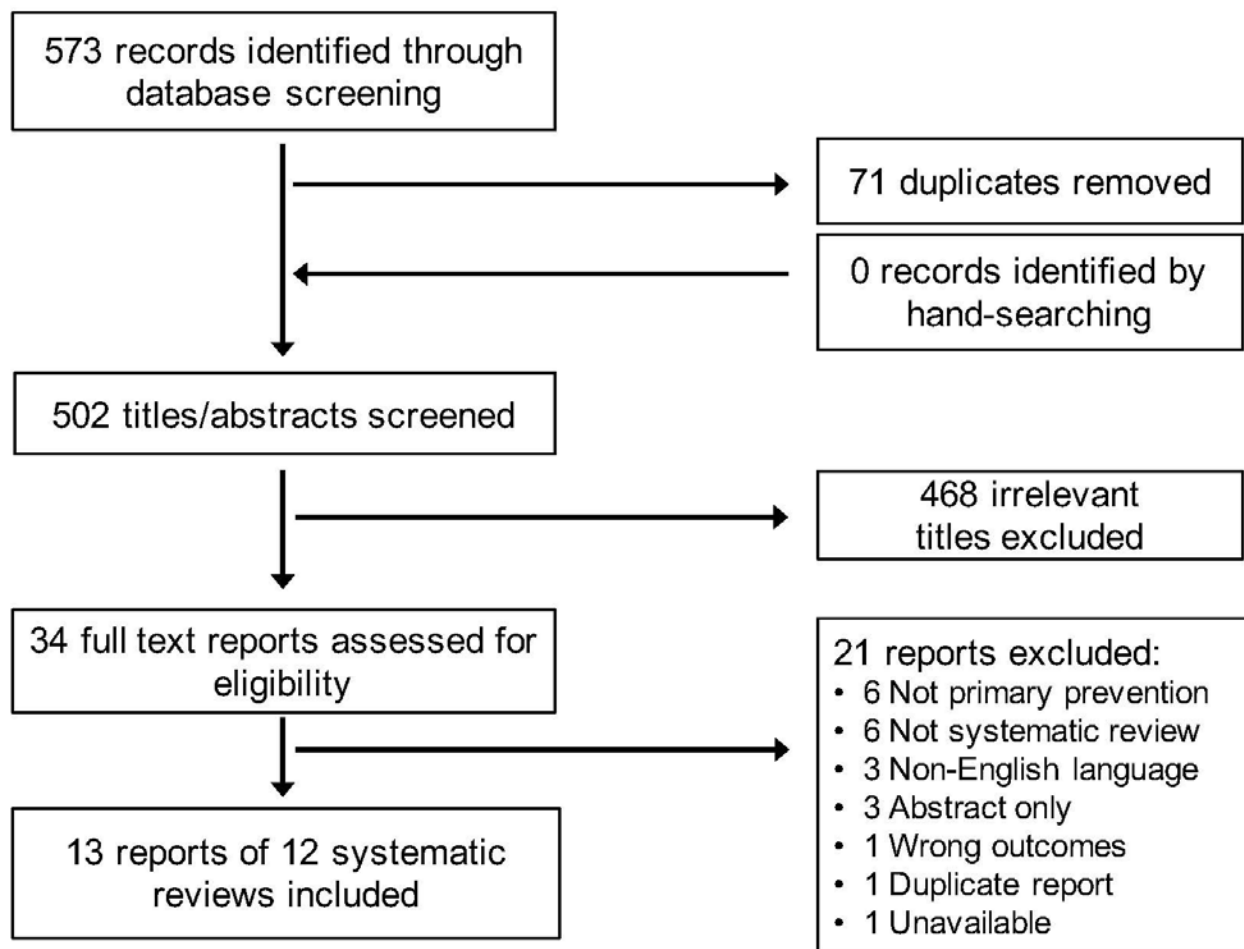 573 records identified through
database screening
71 duplicates removed
0 records identified by
hand-searching
502 titles/abstracts screened
468 irrelevant
titles excluded
34 full text reports assessed for
eligibility
21 reports excluded:
• 6 Not primary prevention
• 6 Not systematic review
• 3 Non-English language
• 3 Abstract only
• 1 Wrong outcomes
• 1 Duplicate report
• 1 Unavailable
13 reports of 12 systematic
reviews included